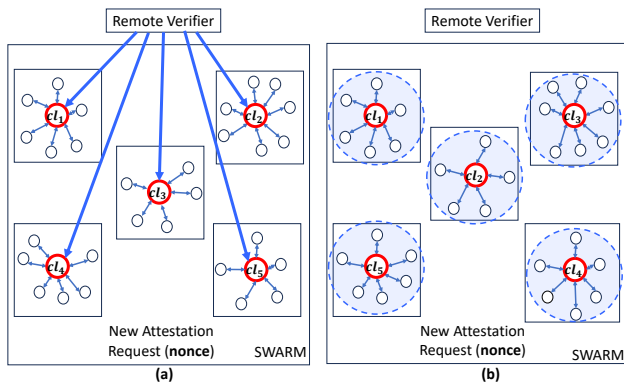 Remote Verifier
cl1
cl2
cl3
cl4
cl5
New Attestation
Request (nonce)
SWARM
(a)
Remote Verifier
cl1
cl3
cl2
cl5
cl4
New Attestation
Request (nonce)
SWARM
(b)